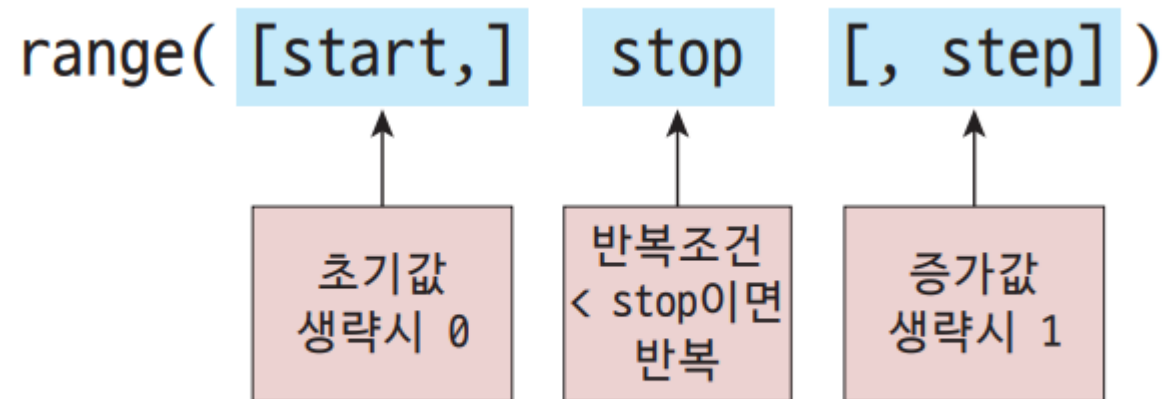 range( [start,] stop [, step] )
초기값
생략시 0
반복조건
< stop이면
반복
증가값
생략시 1